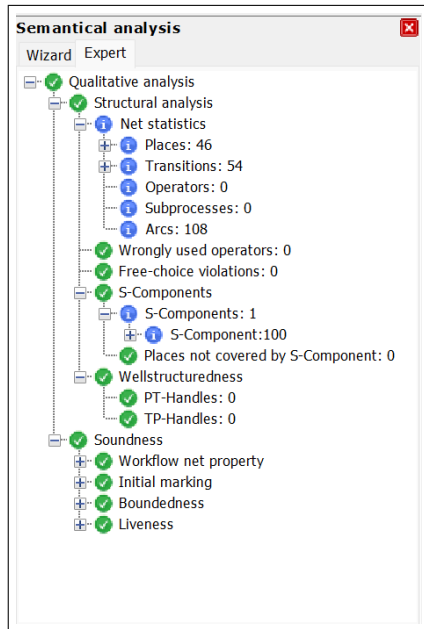 Semantical analysis
Wizard Expert
Qualitative analysis
Structural analysis
Net statistics
Places: 46
Transitions: 54
Operators: 0
Subprocesses: 0
Arcs: 108
Wrongly used operators: 0
Free-choice violations: 0
S-Components
S-Components: 1
S-Component:100
Places not covered by S-Component: 0
Wellstructuredness
PT-Handles: 0
TP-Handles: 0
Soundness
Workflow net property
Initial marking
Boundedness
Liveness